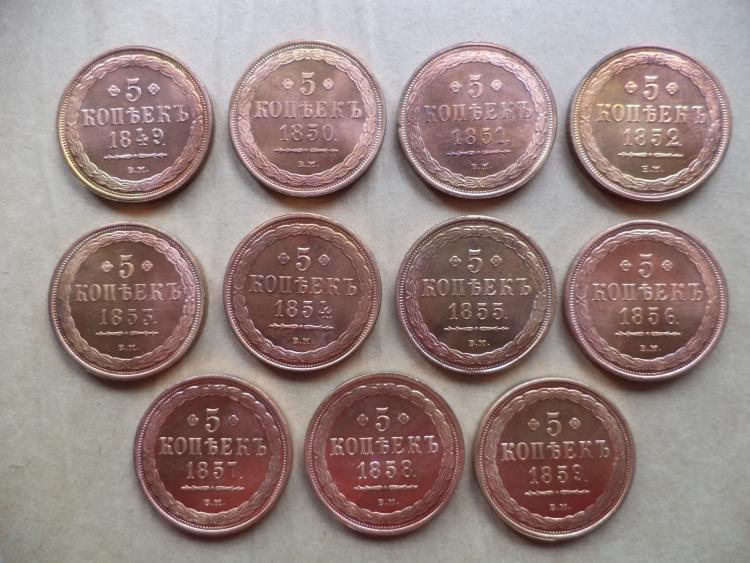 5
КОПѢЕКЪ
1849.
В.М.
5
КОПѢЕКЪ
1850.
В.М.
5
КОПѢЕКЪ
1851.
В.М.
5
КОПѢЕКЪ
1852
Е.М.
5
КОПѢЕКЪ
1853.
В.М.
5
КОПѢЕКЪ
1854
В.М.
5
КОПѢЕКЪ
1855.
В.М.
5
КОПѢЕКЪ
1856.
В.М.
5
КОПѢЕКЪ
1857.
В.М.
5
КОПѢЕКЪ
1858.
В.М.
5
КОПѢЕКЪ
1859.
В.М.